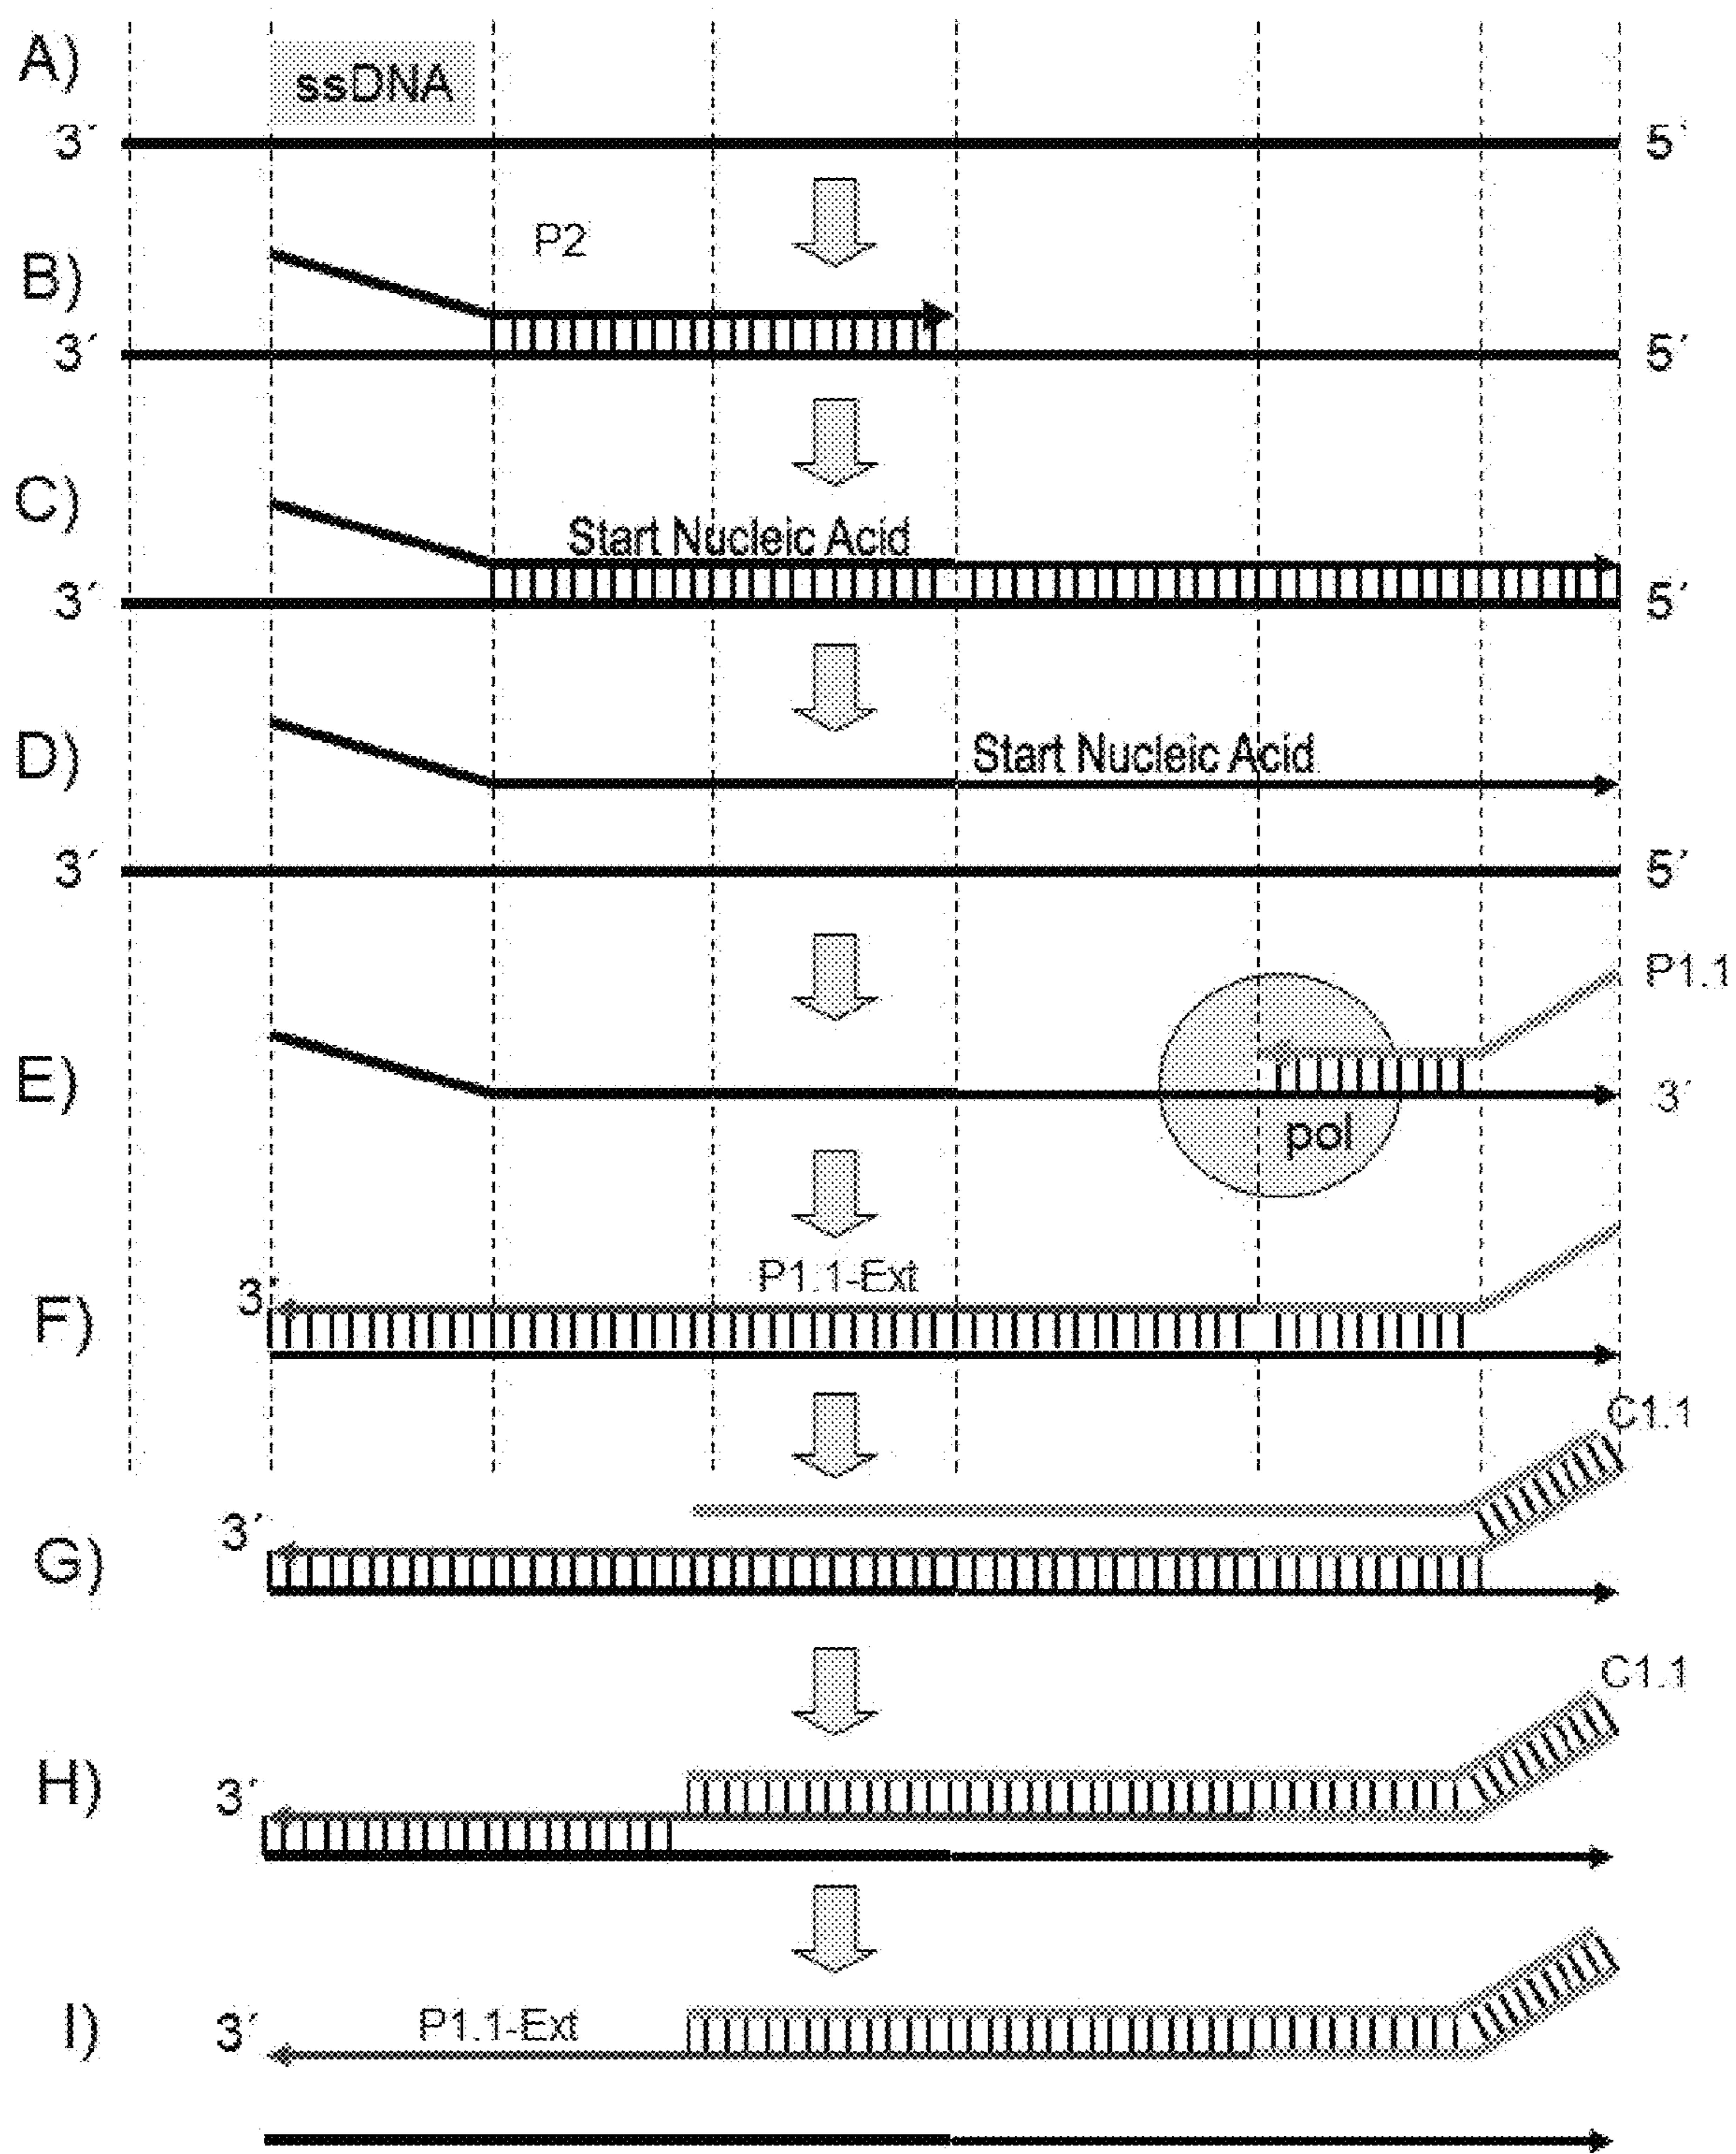 A)
ssDNA
3´ 5´
P2
B)
3´ 5´
C)
Start Nucleic Acid
3´ 5´
D)
Start Nucleic Acid
3´ 5´
P1.1
E)
3´
pol
P1.1-Ext
3´
F)
C1.1
3´
G)
C1.1
H)
3´
I)
P1.1-Ext
3´